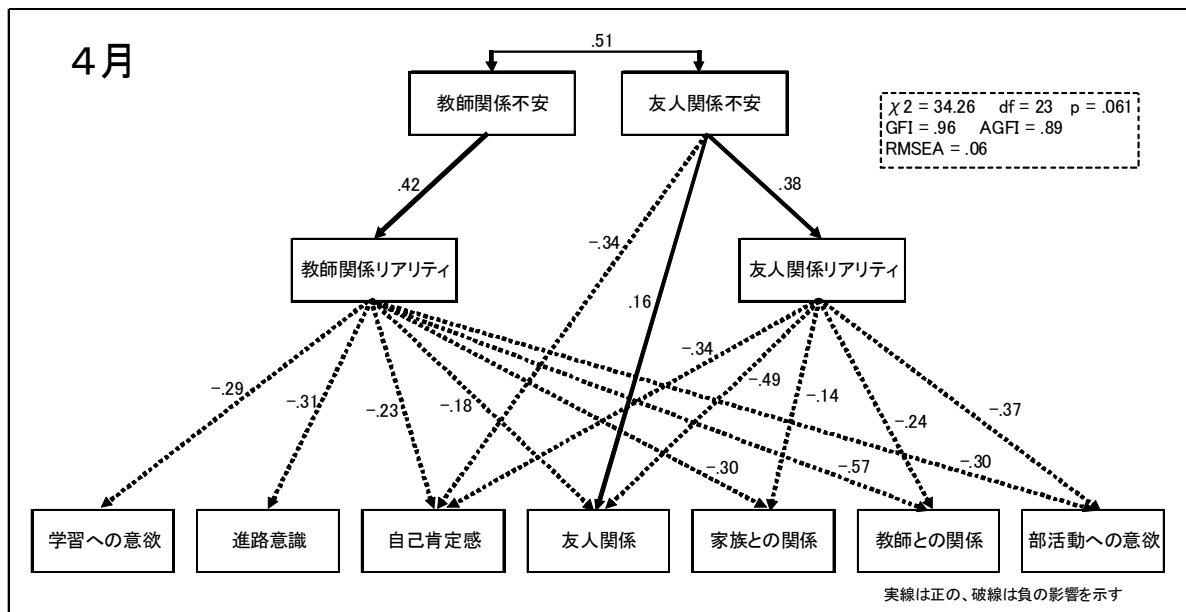 .51
４月
教師関係不安
友人関係不安
χ2 = 34.26 df = 23 p = .061
GFI = .96 AGFI = .89
RMSEA = .06
.42
.38
−.34
教師関係リアリティ
友人関係リアリティ
.16
−.34
−.29
−.31
−.23
−.18
−.49
−.14
−.24
−.37
−.30
−.57
−.30
学習への意欲
進路意識
自己肯定感
友人関係
家族との関係
教師との関係
部活動への意欲
実線は正の、破線は負の影響を示す